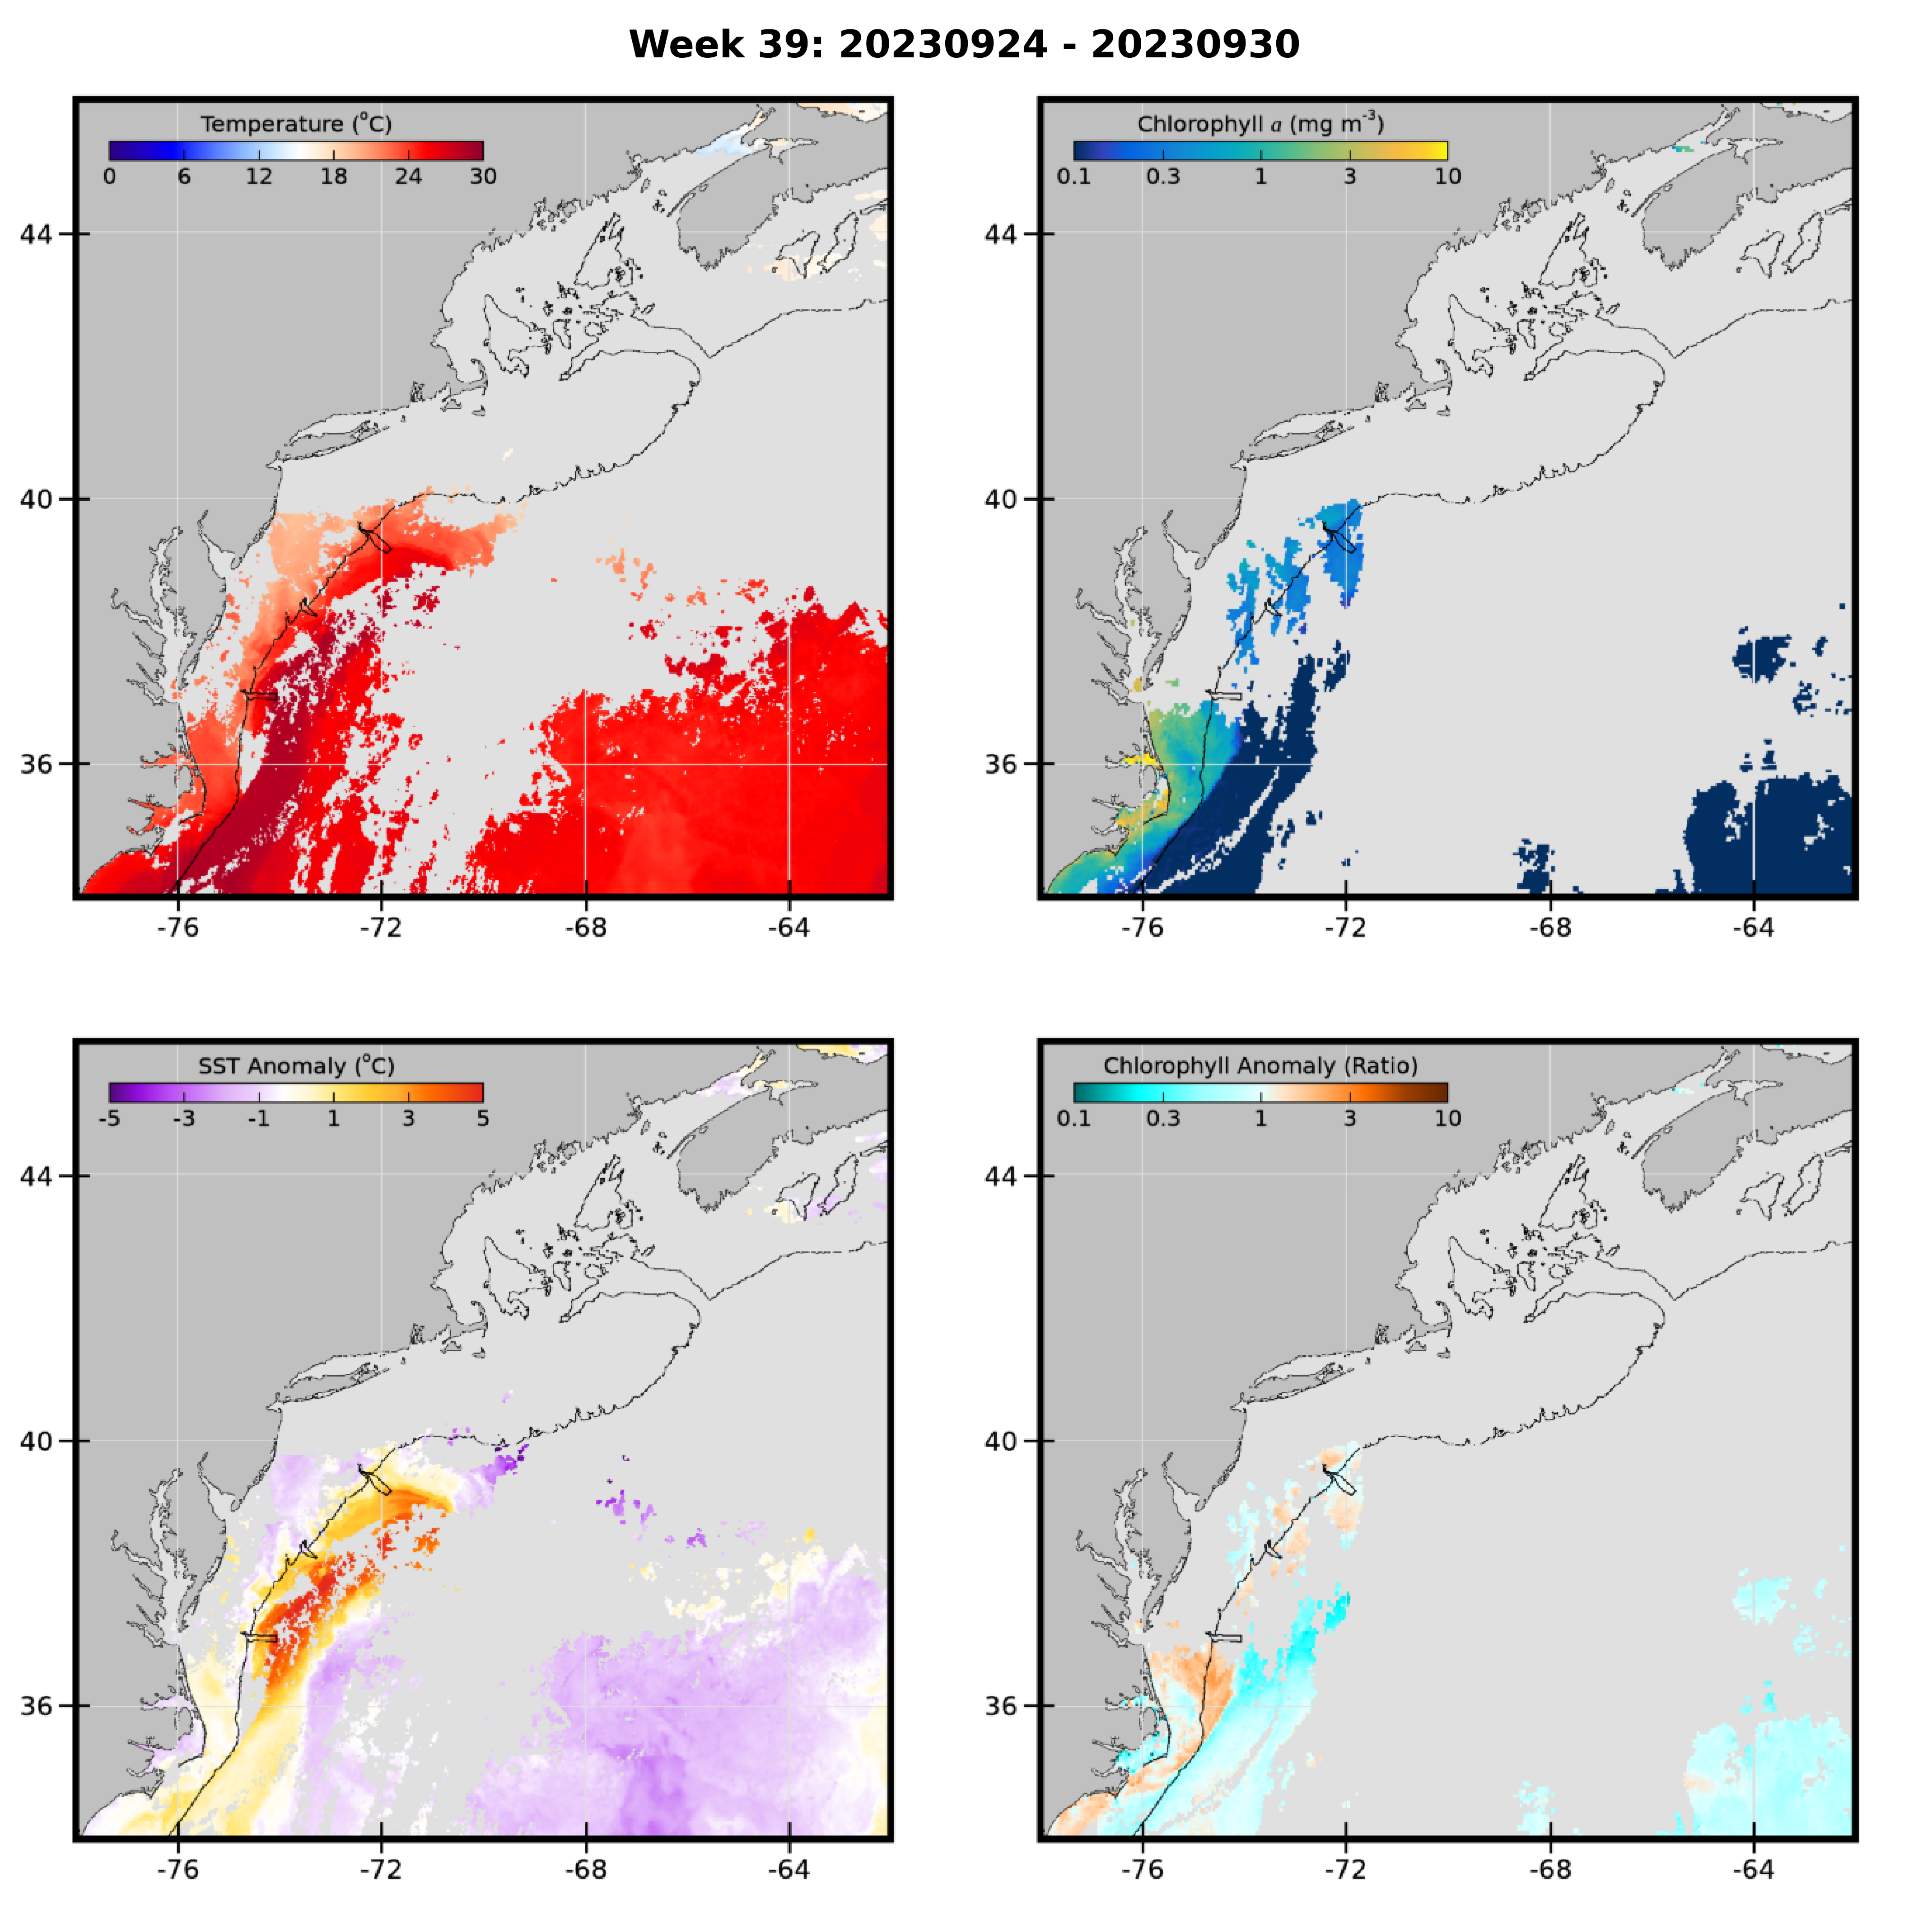 Week 39: 20230924 - 20230930
Temperature (°C)
0 6 12 18 24 30
44
40
36
-76 -72 -68 -64
Chlorophyll a (mg m⁻³)
0.1 0.3 1 3 10
44
40
36
-76 -72 -68 -64
SST Anomaly (°C)
-5 -3 -1 1 3 5
44
40
36
-76 -72 -68 -64
Chlorophyll Anomaly (Ratio)
0.1 0.3 1 3 10
44
40
36
-76 -72 -68 -64